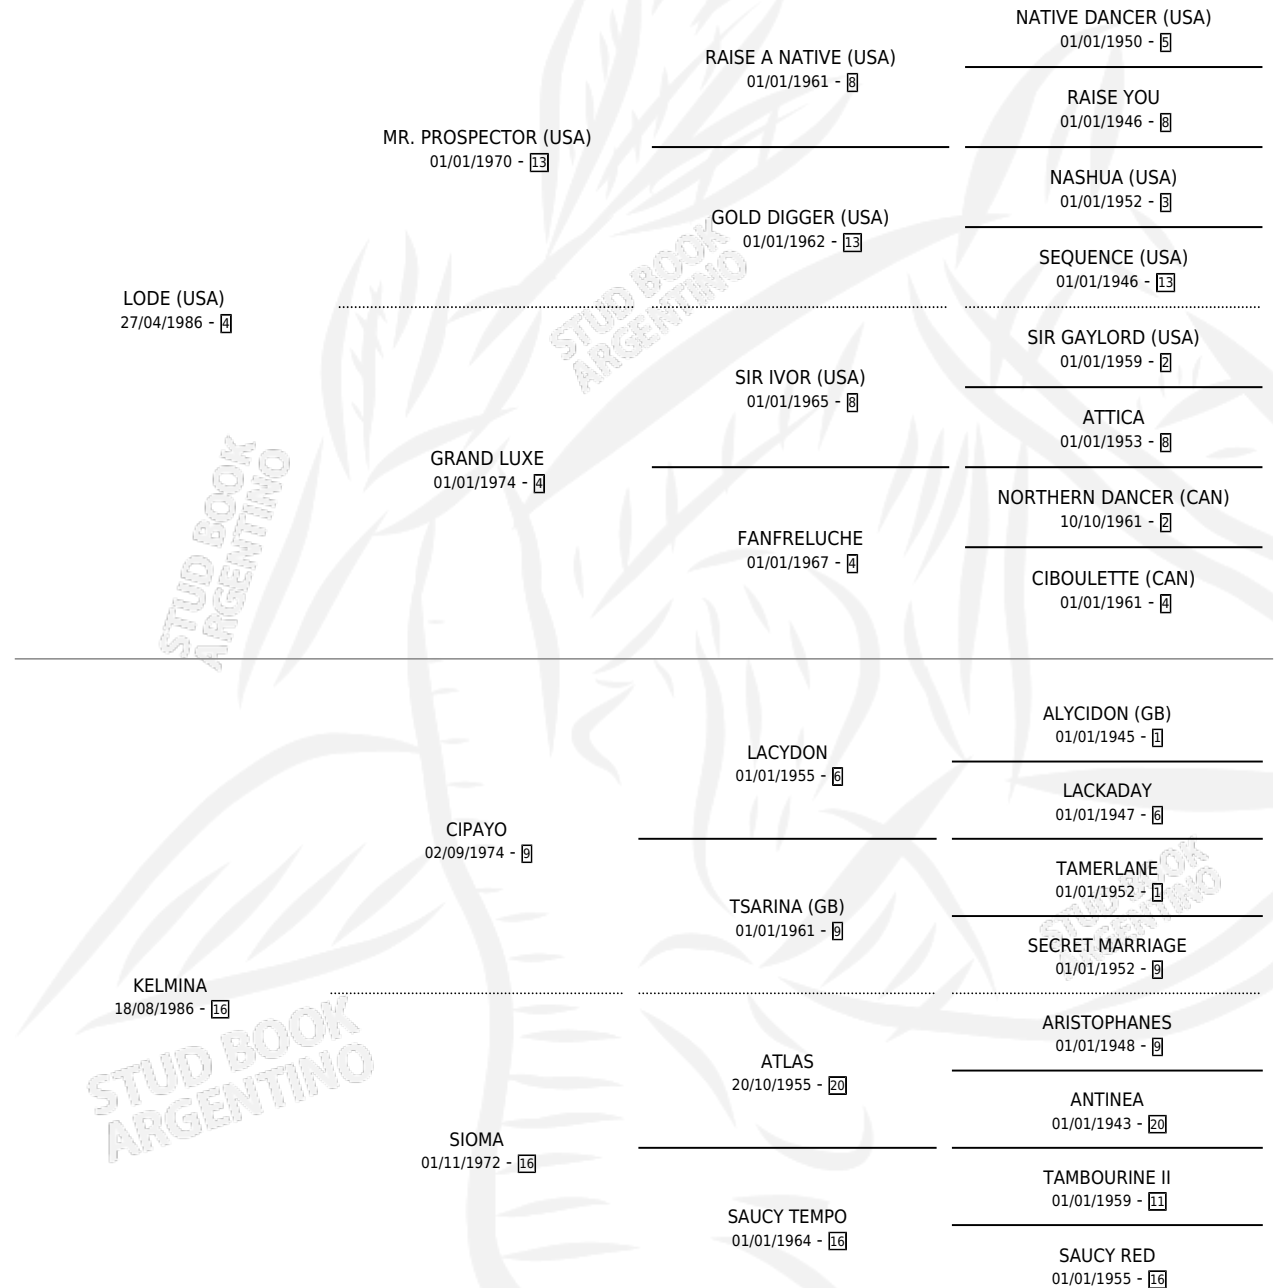 NATIVE DANCER (USA)
01/01/1950 - 5
RAISE A NATIVE (USA)
01/01/1961 - 8
RAISE YOU
01/01/1946 - 8
MR. PROSPECTOR (USA)
01/01/1970 - 13
NASHUA (USA)
01/01/1952 - 3
GOLD DIGGER (USA)
01/01/1962 - 13
SEQUENCE (USA)
01/01/1946 - 13
LODE (USA)
27/04/1986 - 4
SIR GAYLORD (USA)
01/01/1959 - 2
SIR IVOR (USA)
01/01/1965 - 8
ATTICA
01/01/1953 - 8
GRAND LUXE
01/01/1974 - 4
NORTHERN DANCER (CAN)
10/10/1961 - 2
FANFRELUCHE
01/01/1967 - 4
CIBOULETTE (CAN)
01/01/1961 - 4
ALYCIDON (GB)
01/01/1945 - 1
LACYDON
01/01/1955 - 6
LACKADAY
01/01/1947 - 6
CIPAYO
02/09/1974 - 9
TAMERLANE
01/01/1952 - 1
TSARINA (GB)
01/01/1961 - 9
SECRET MARRIAGE
01/01/1952 - 9
KELMINA
18/08/1986 - 16
ARISTOPHANES
01/01/1948 - 9
ATLAS
20/10/1955 - 20
ANTINEA
01/01/1943 - 20
SIOMA
01/11/1972 - 16
TAMBOURINE II
01/01/1959 - 11
SAUCY TEMPO
01/01/1964 - 16
SAUCY RED
01/01/1955 - 16
STUD BOOK
ARGENTINO
STUD BOOK
ARGENTINO
STUD BOOK
ARGENTINO
STUD BOOK
ARGENTINO